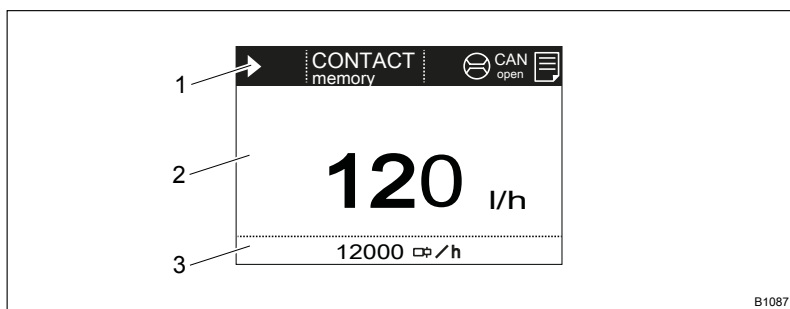 1
CONTACT
memory
CAN
open
2
120 l/h
3
12000 /h
B1087